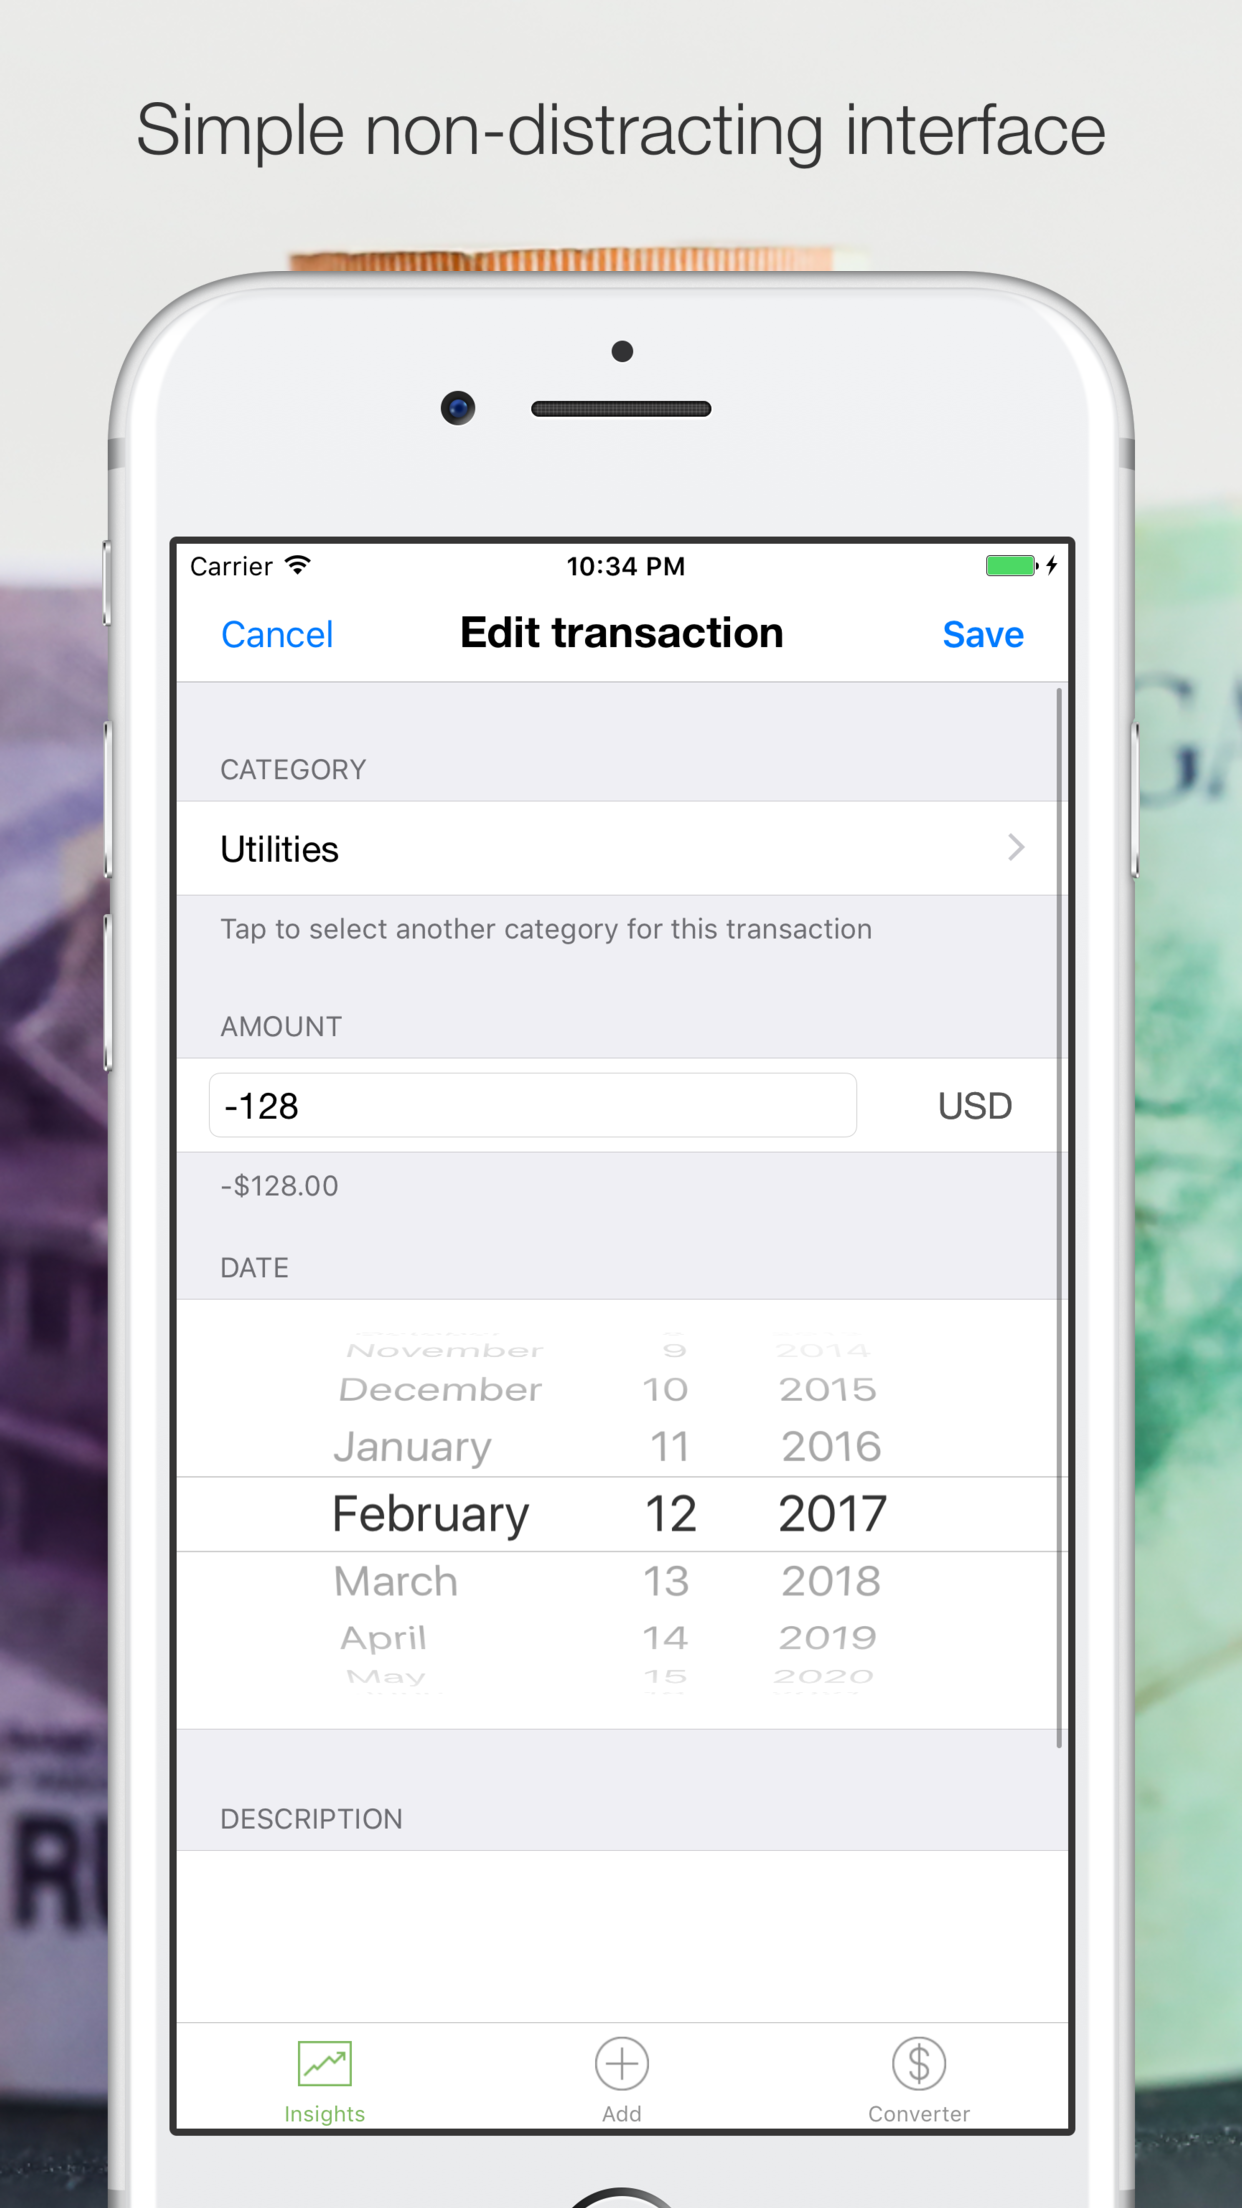 Simple non-distracting interface
Carrier 10:34 PM
Cancel Edit transaction Save
CATEGORY
Utilities
Tap to select another category for this transaction
AMOUNT
-128 USD
-$128.00
DATE
November 9 2014
December 10 2015
January 11 2016
February 12 2017
March 13 2018
April 14 2019
May 15 2020
DESCRIPTION
Insights Add Converter